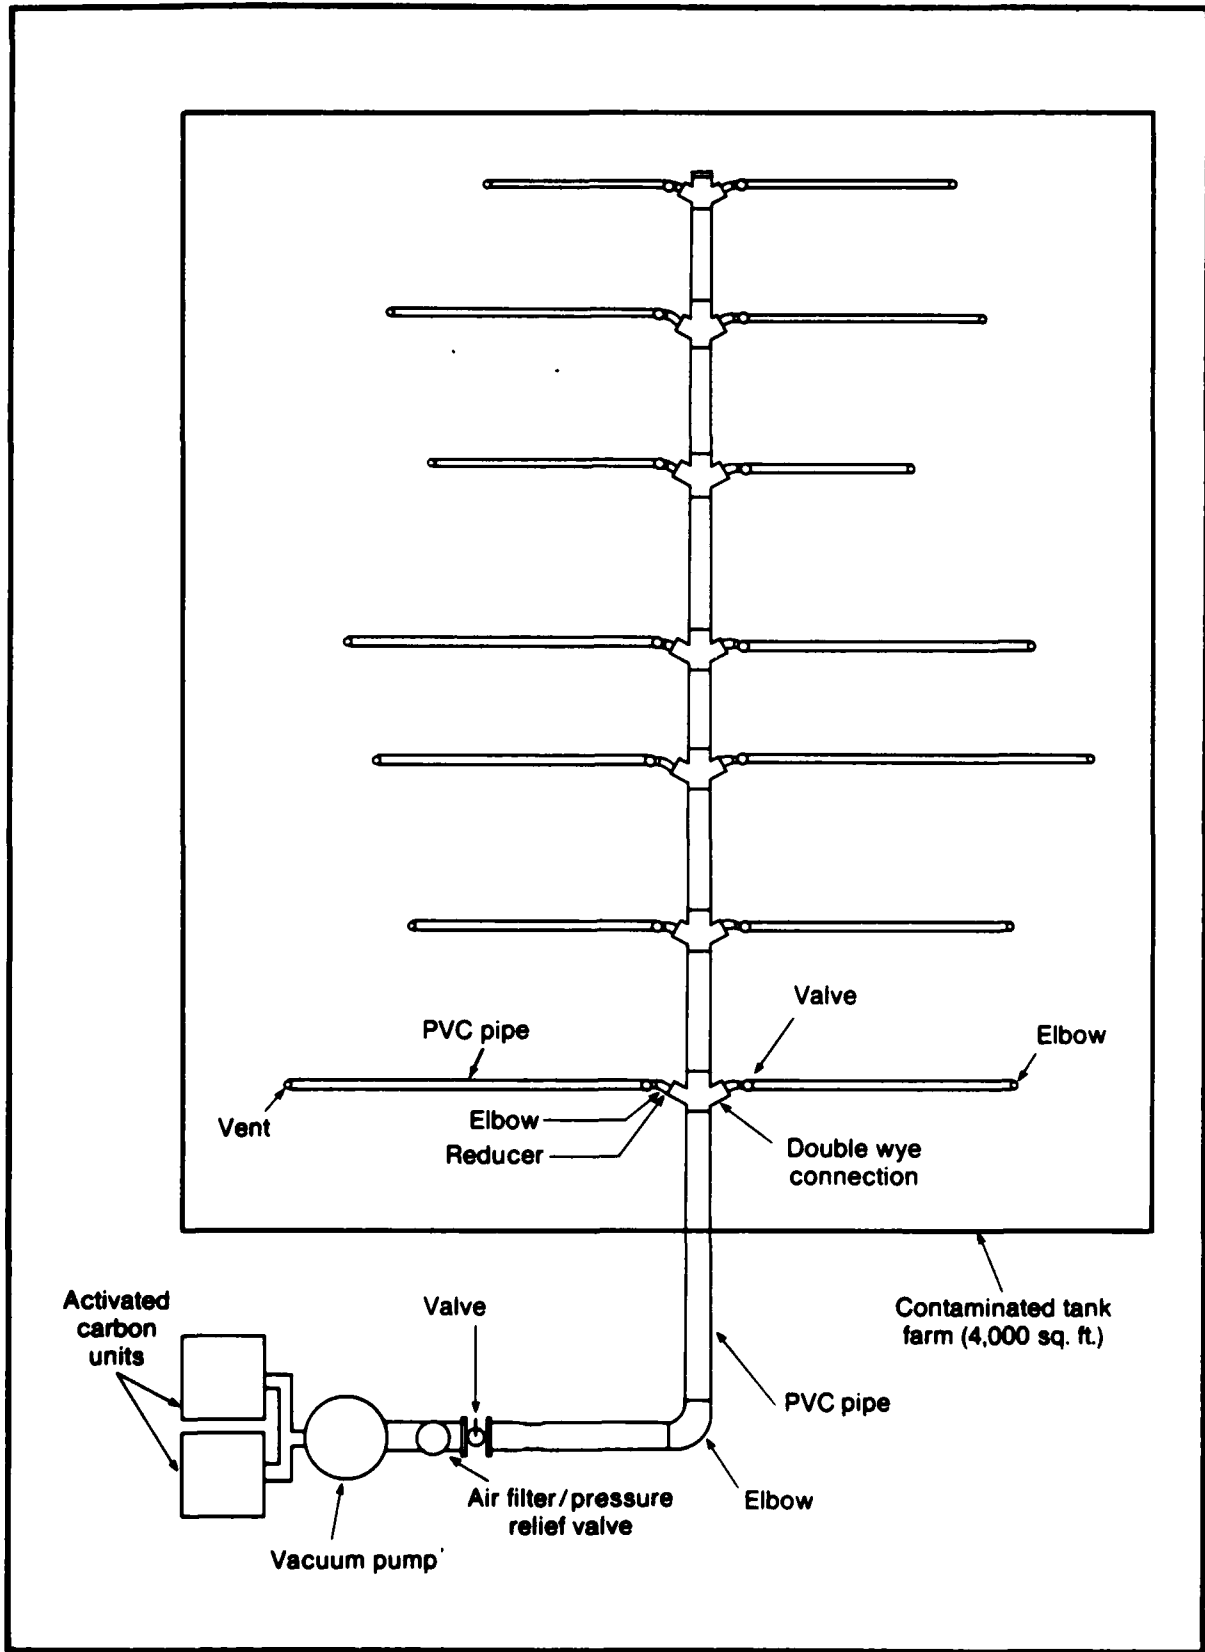 Valve
PVC pipe
Elbow
Vent
Elbow
Reducer
Double wye
connection
Activated
carbon
units
Valve
Contaminated tank
farm (4,000 sq. ft.)
PVC pipe
Air filter/pressure
relief valve
Elbow
Vacuum pump